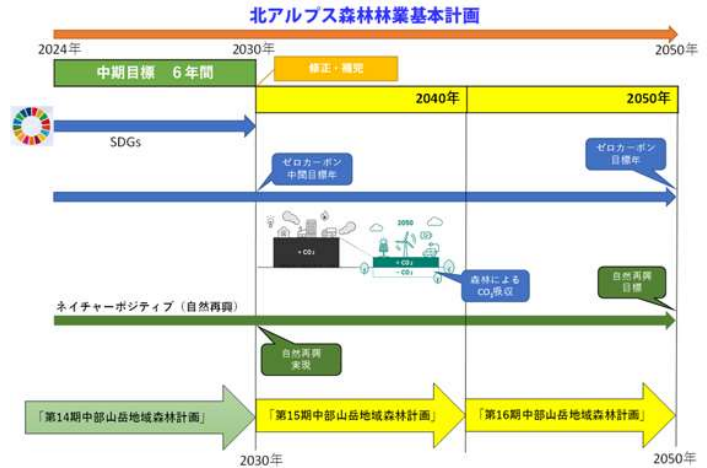 北アルプス森林林業基本計画
2024年
2030年
2050年
中期目標 6年間
修正・補完
2040年
2050年
SDGs
ゼロカーボン
中間目標年
ゼロカーボン
目標年
2050
+ CO₂
+ CO₂
- CO₂
森林による
CO₂吸収
自然再興
目標
ネイチャーポジティブ（自然再興）
自然再興
実現
「第14期中部山岳地域森林計画」
「第15期中部山岳地域森林計画」
「第16期中部山岳地域森林計画」
2030年
2050年